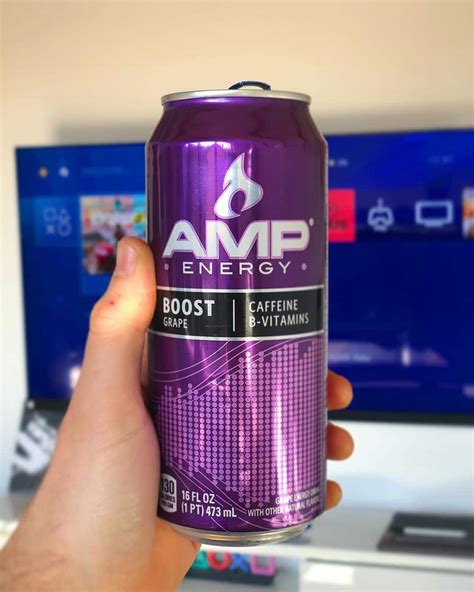 AMP®
• ENERGY •
BOOST
GRAPE
CAFFEINE
B-VITAMINS
130
16 FL OZ
(1 PT) 473 mL
GRAPE ENERGY DRINK
WITH OTHER NATURAL FLAVORS